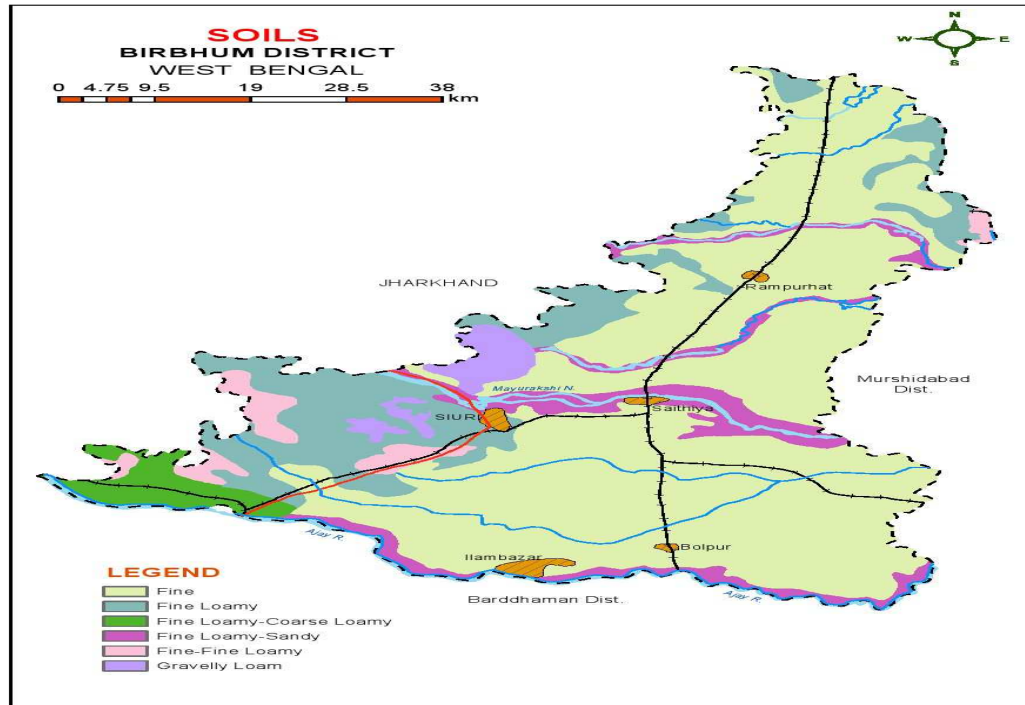 SOILS
BIRBHUM DISTRICT
WEST BENGAL
0 4.75 9.5 19 28.5 38
km
N
W E
S
JHARKHAND
Rampurhat
Murshidabad
Dist.
Mayurakshi N.
Saithiya
SIURI
Ajay R.
Ilambazar
Bolpur
Barddhaman Dist.
Ajay R.
LEGEND
Fine
Fine Loamy
Fine Loamy-Coarse Loamy
Fine Loamy-Sandy
Fine-Fine Loamy
Gravelly Loam